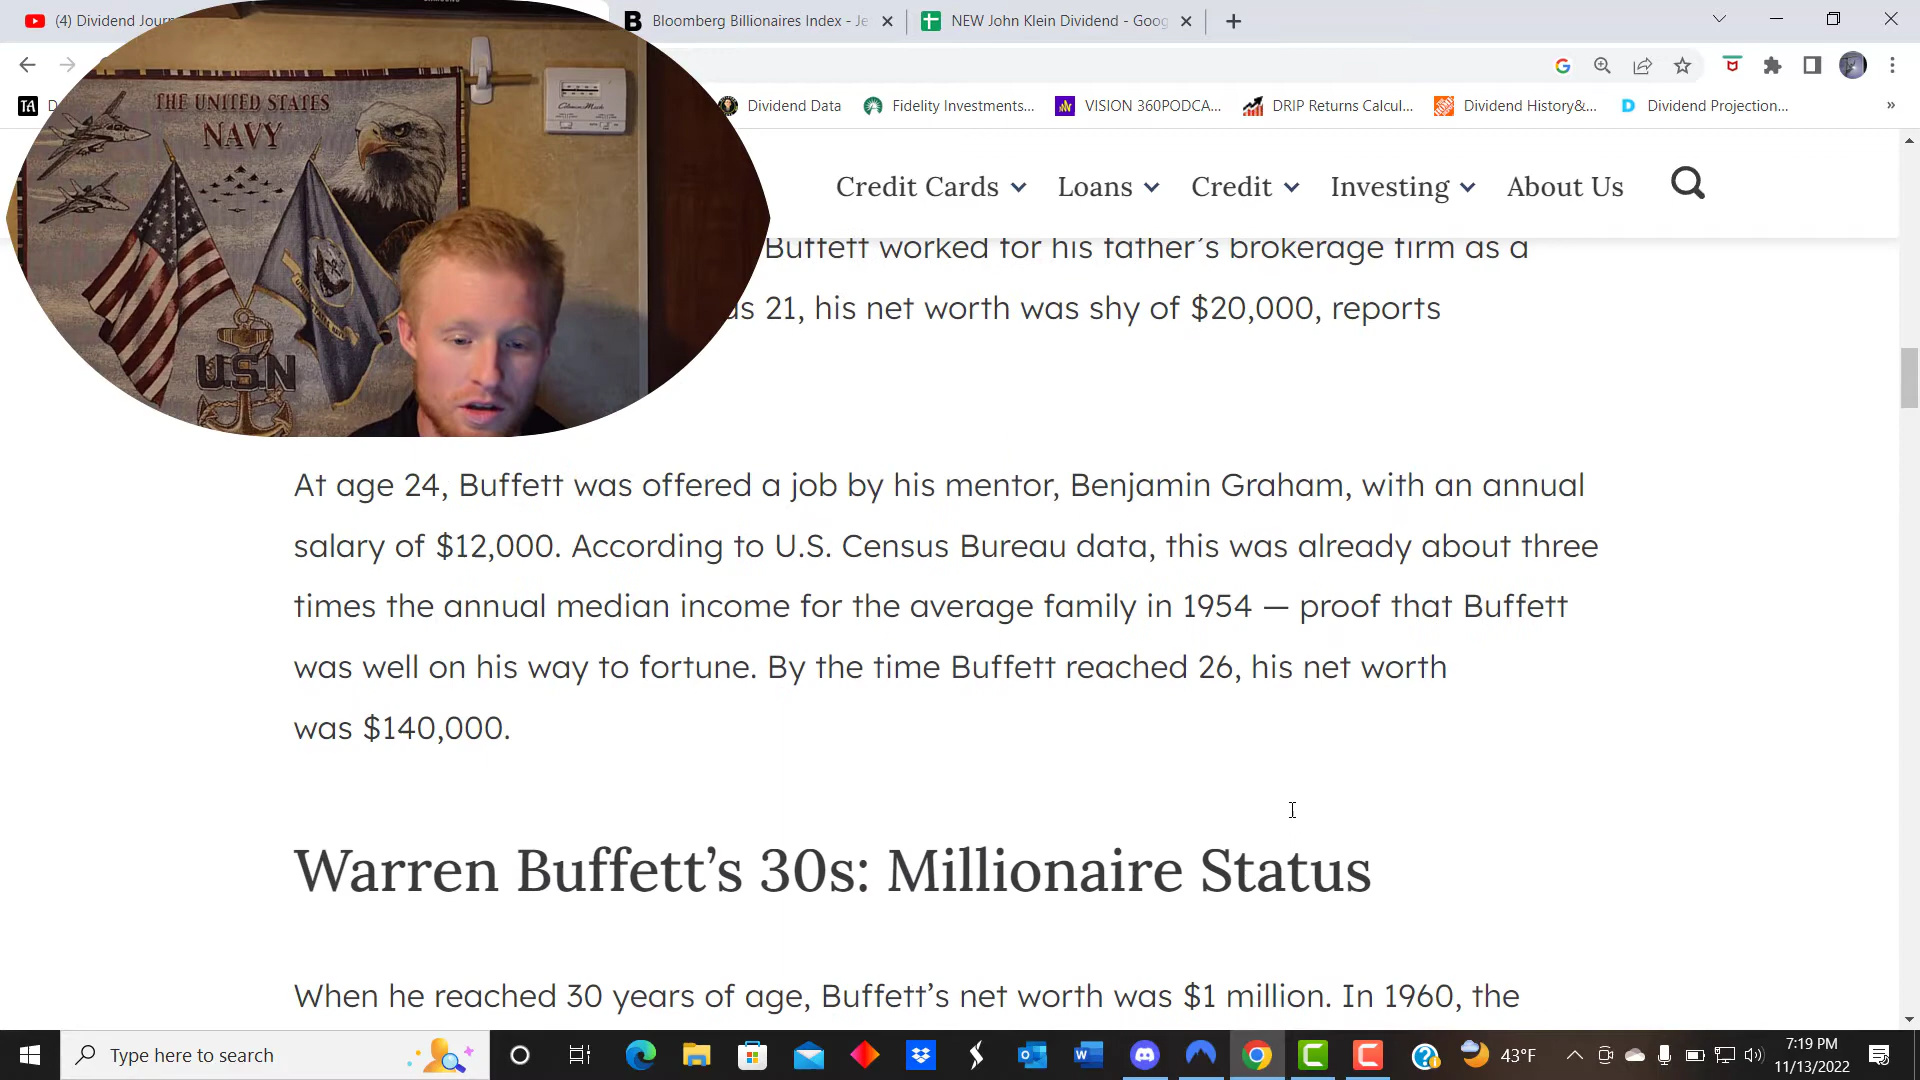 (4) Dividend Jour
Bloomberg Billionaires Index - Je
NEW John Klein Dividend - Goog
TA
D
Dividend Data
Fidelity Investments...
VISION 360PODCA...
DRIP Returns Calcul...
Dividend History&...
Dividend Projection...
»
THE UNITED STATES
NAVY
U.S.N
Credit Cards
Loans
Credit
Investing
About Us
Buffett worked for his father's brokerage firm as a
as 21, his net worth was shy of $20,000, reports
At age 24, Buffett was offered a job by his mentor, Benjamin Graham, with an annual
salary of $12,000. According to U.S. Census Bureau data, this was already about three
times the annual median income for the average family in 1954 — proof that Buffett
was well on his way to fortune. By the time Buffett reached 26, his net worth
was $140,000.
Warren Buffett's 30s: Millionaire Status
When he reached 30 years of age, Buffett's net worth was $1 million. In 1960, the
Type here to search
43°F
7:19 PM
11/13/2022